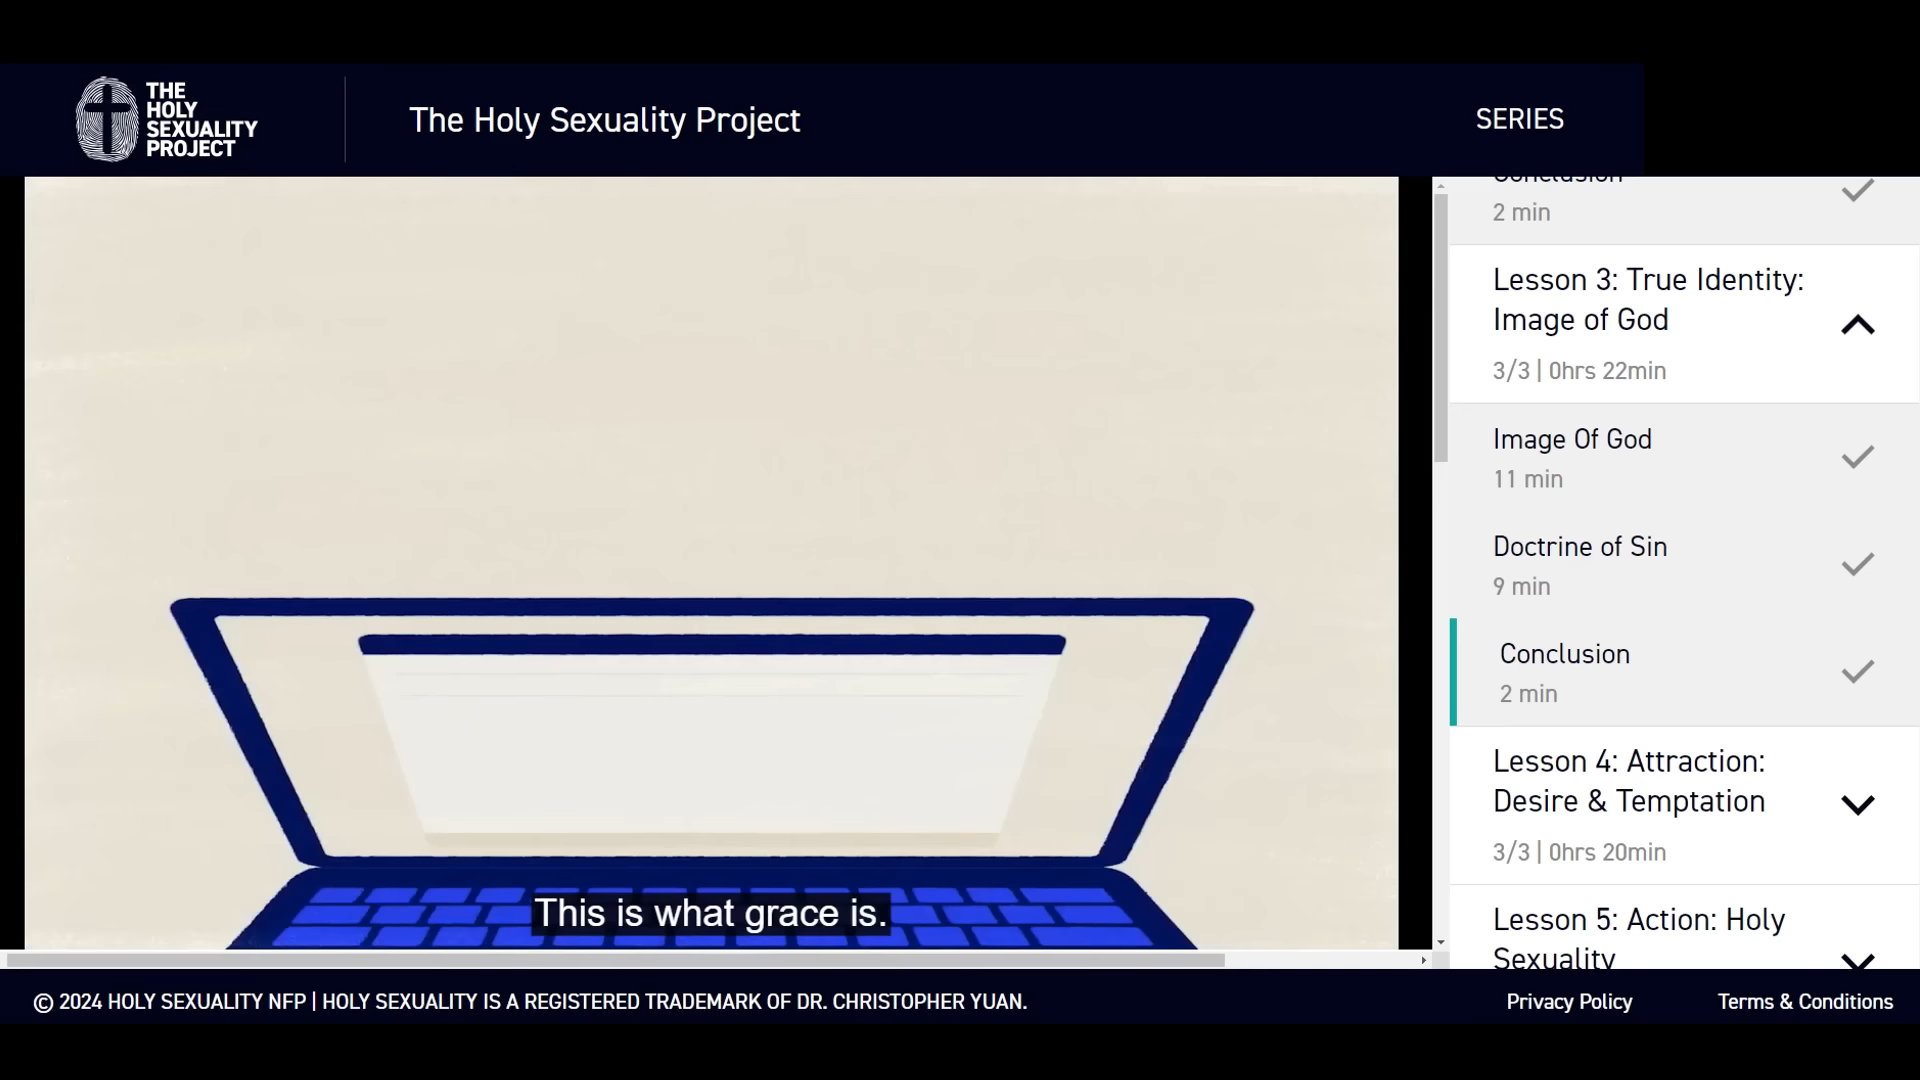 THE
HOLY
SEXUALITY
PROJECT
The Holy Sexuality Project
SERIES
Conclusion
2 min
Lesson 3: True Identity:
Image of God
3/3 | 0hrs 22min
Image Of God
11 min
Doctrine of Sin
9 min
Conclusion
2 min
Lesson 4: Attraction:
Desire & Temptation
3/3 | 0hrs 20min
Lesson 5: Action: Holy
Sexuality
This is what grace is.
© 2024 HOLY SEXUALITY NFP | HOLY SEXUALITY IS A REGISTERED TRADEMARK OF DR. CHRISTOPHER YUAN.
Privacy Policy
Terms & Conditions